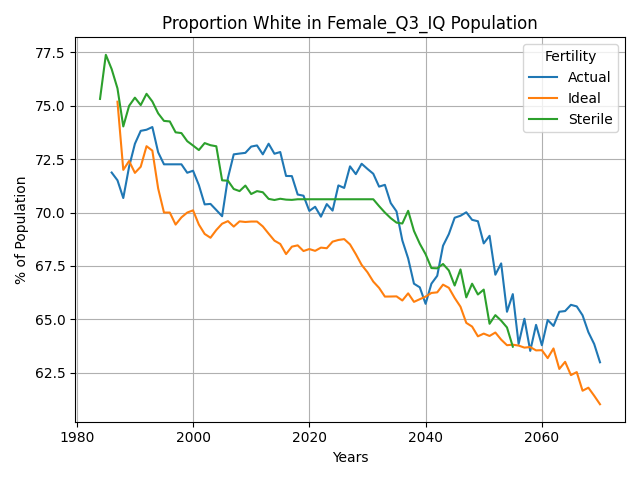 Proportion White in Female_Q3_IQ Population
Fertility
Actual
Ideal
Sterile
% of Population
77.5
75.0
72.5
70.0
67.5
65.0
62.5
1980
2000
2020
2040
2060
Years